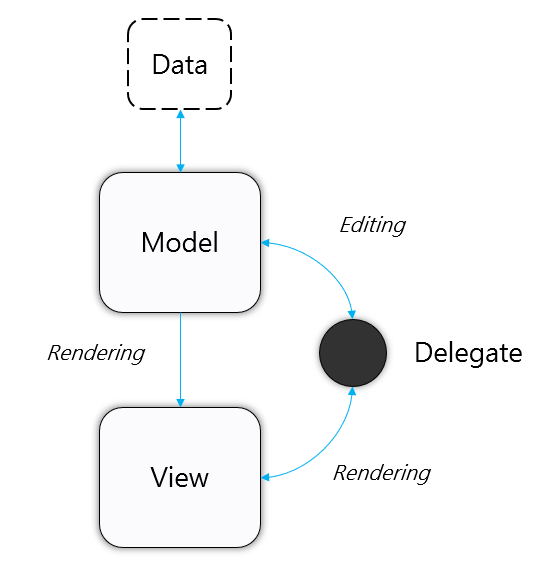 Data
Model
Editing
Rendering
Delegate
View
Rendering